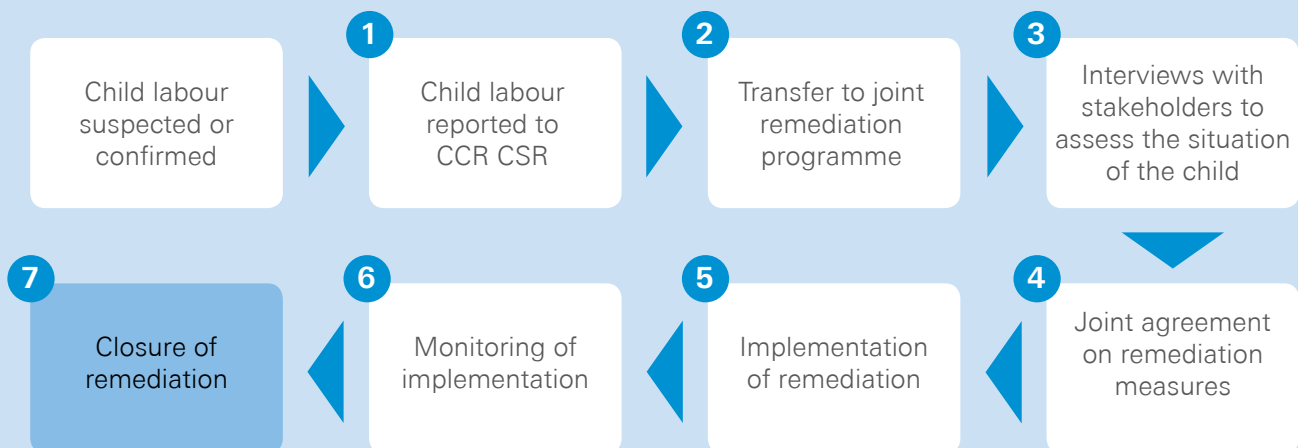 Child labour
suspected or
confirmed
1
Child labour
reported to
CCR CSR
2
Transfer to joint
remediation
programme
3
Interviews with
stakeholders to
assess the situation
of the child
4
Joint agreement
on remediation
measures
5
Implementation
of remediation
6
Monitoring of
implementation
7
Closure of
remediation